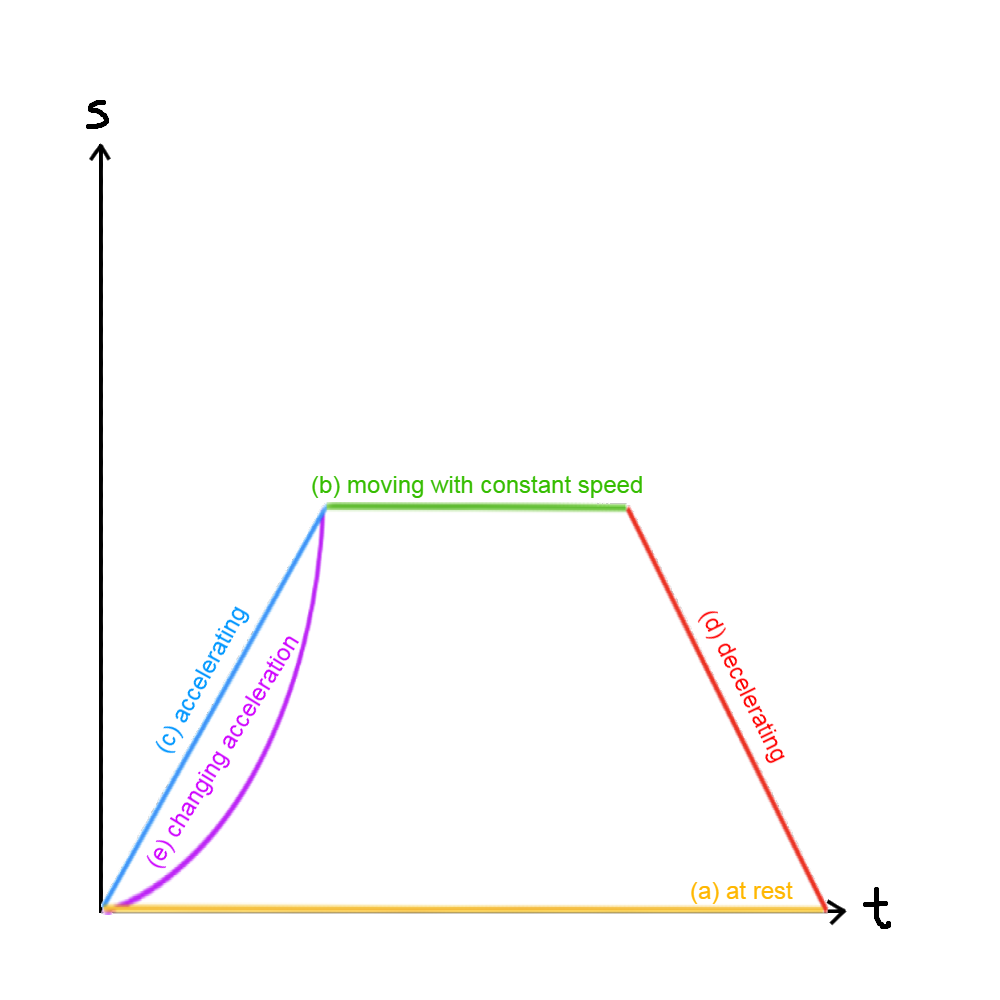 s
(b) moving with constant speed
(c) accelerating
(e) changing acceleration
(d) decelerating
(a) at rest
t